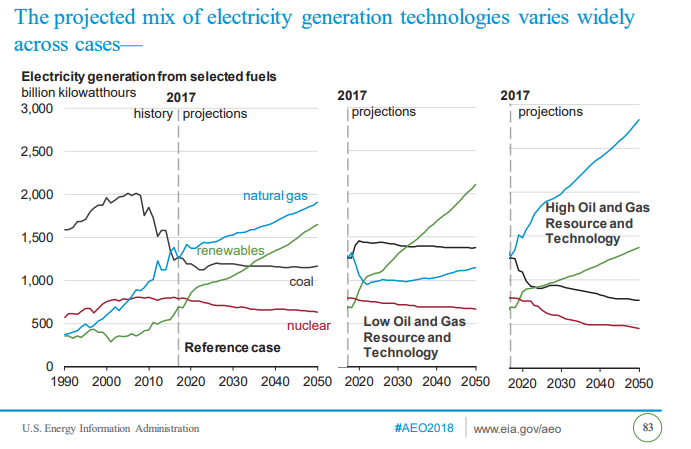 The projected mix of electricity generation technologies varies widely
across cases—
Electricity generation from selected fuels
billion kilowatthours
2017
history projections
2017
projections
2017
projections
3,000
2,500
2,000
1,500
1,000
500
0
natural gas
renewables
coal
nuclear
Reference case
Low Oil and Gas
Resource and
Technology
High Oil and Gas
Resource and
Technology
1990 2000 2010 2020 2030 2040 2050
2020 2030 2040 2050
2020 2030 2040 2050
U.S. Energy Information Administration
#AEO2018
www.eia.gov/aeo
83